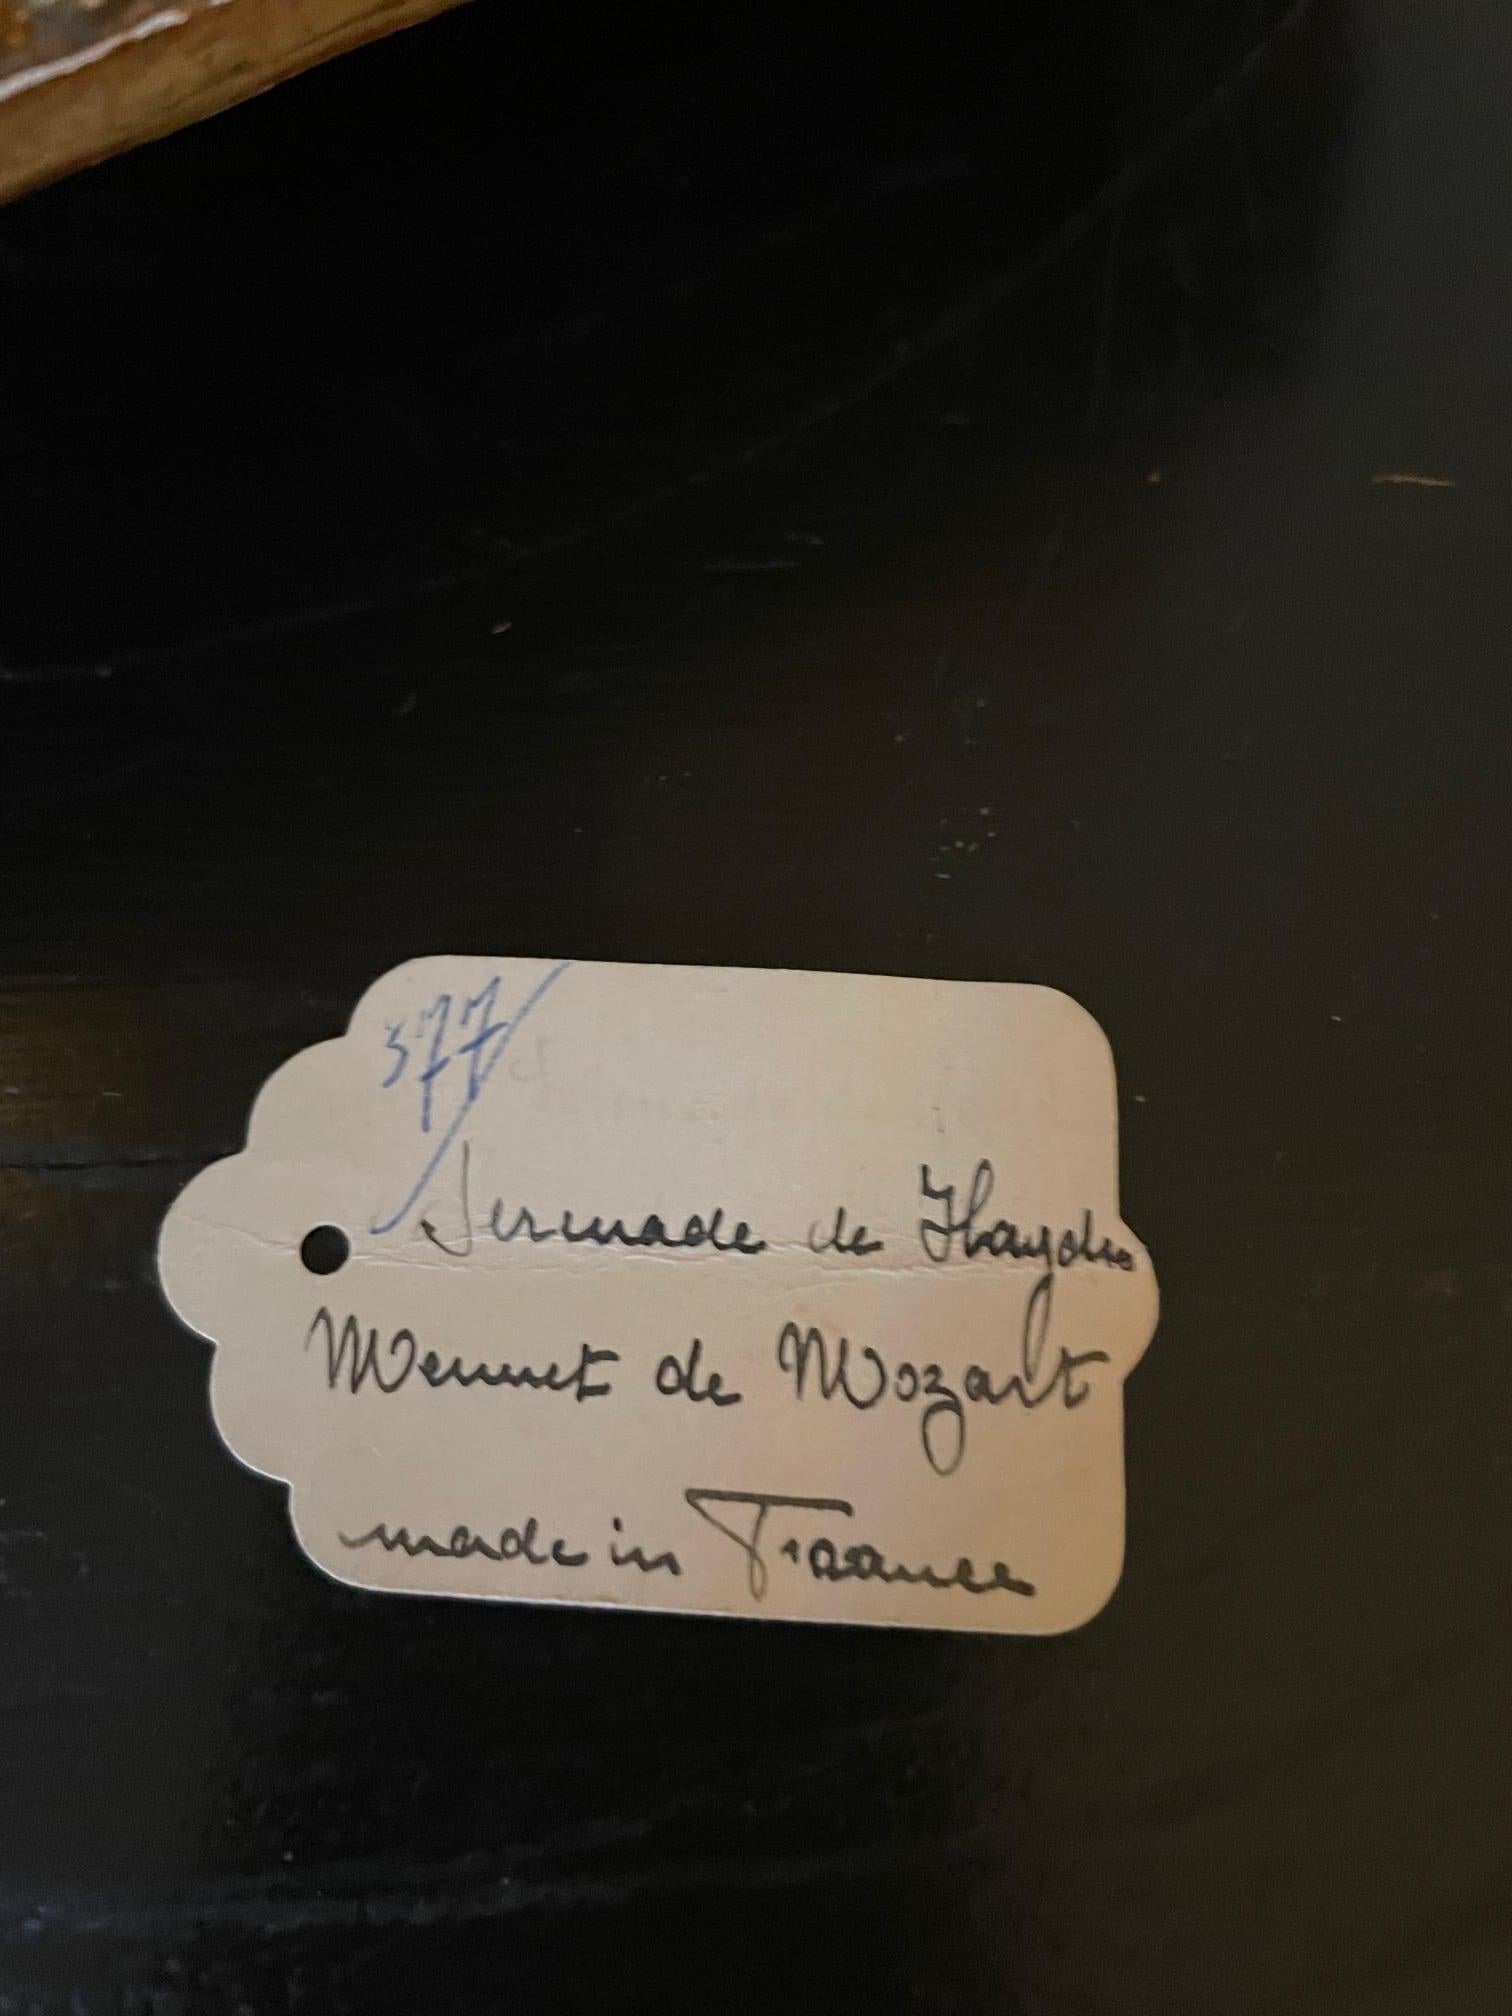 377
Serenade de Haydn
Menuet de Mozart
made in France